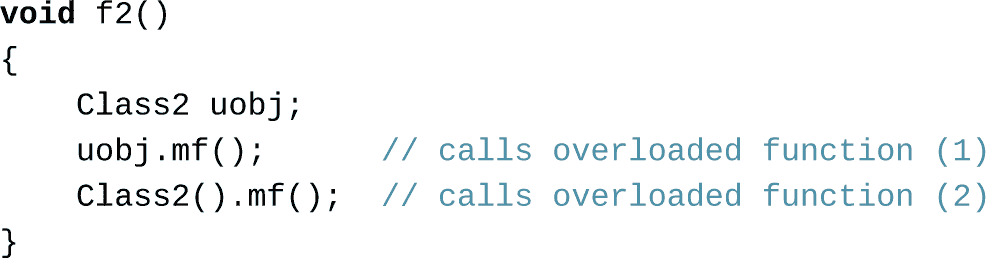 void f2()
{
    Class2 uobj;
    uobj.mf();      // calls overloaded function (1)
    Class2().mf();  // calls overloaded function (2)
}